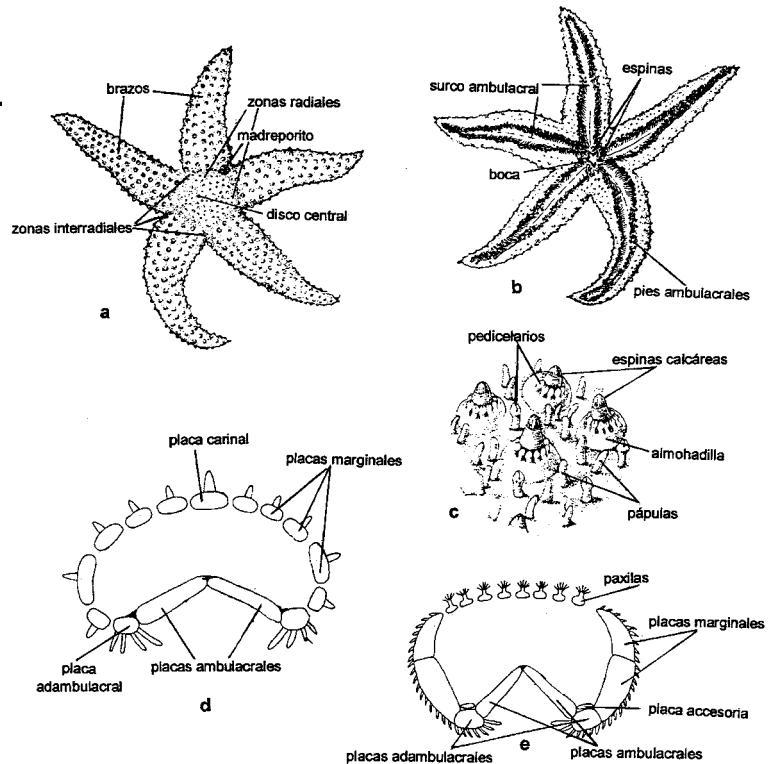 brazos
zonas radiales
madreporito
disco central
zonas interradiales
a
surco ambulacral
espinas
boca
pies ambulacrales
b
pedicelarios
espinas calcáreas
almohadilla
pápulas
c
placa carinal
placas marginales
placa
adambulacral
placas ambulacrales
d
paxilas
placas marginales
placa accesoria
placas adambulacrales
placas ambulacrales
e